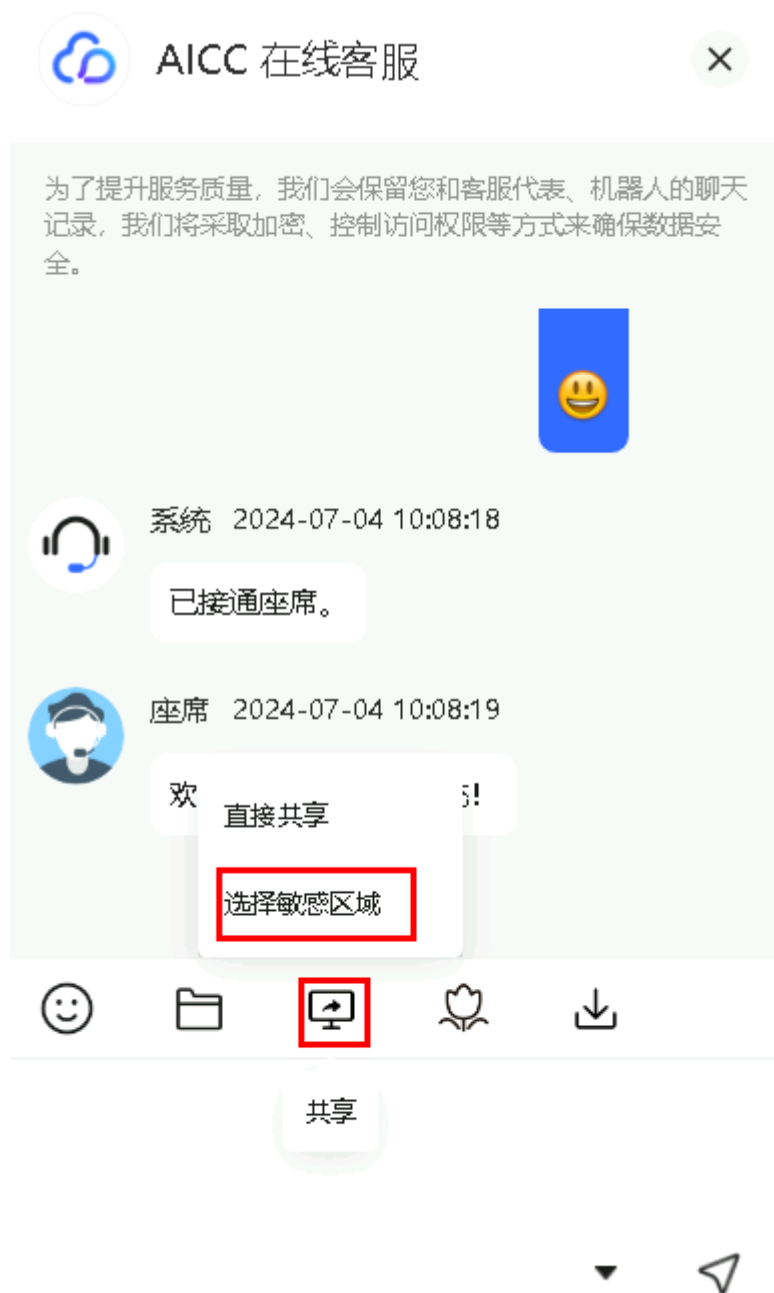 AICC 在线客服
为了提升服务质量，我们会保留您和客服代表、机器人的聊天
记录，我们将采取加密、控制访问权限等方式来确保数据安
全。
系统 2024-07-04 10:08:18
已接通座席。
座席 2024-07-04 10:08:19
欢
!
直接共享
选择敏感区域
共享